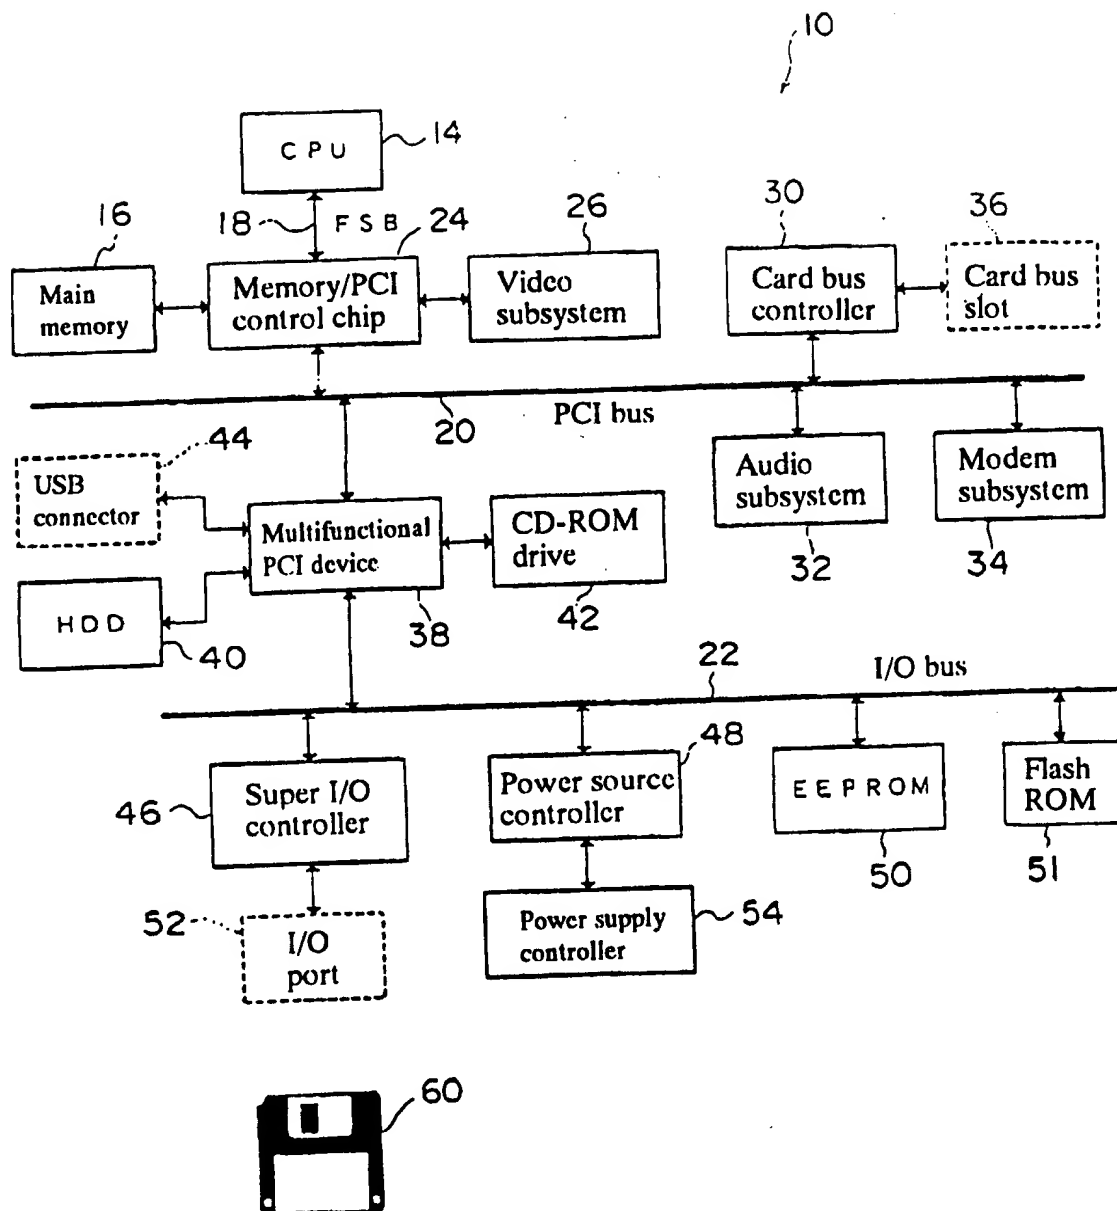 10
CPU
14
16
18
FSB
24
26
30
36
Main
memory
Memory/PCI
control chip
Video
subsystem
Card bus
controller
Card bus
slot
20
PCI bus
44
USB
connector
Multifunctional
PCI device
CD-ROM
drive
Audio
subsystem
Modem
subsystem
HDD
40
38
42
32
34
22
I/O bus
46
Super I/O
controller
48
Power source
controller
EEPROM
Flash
ROM
50
51
52
I/O
port
Power supply
controller
54
60